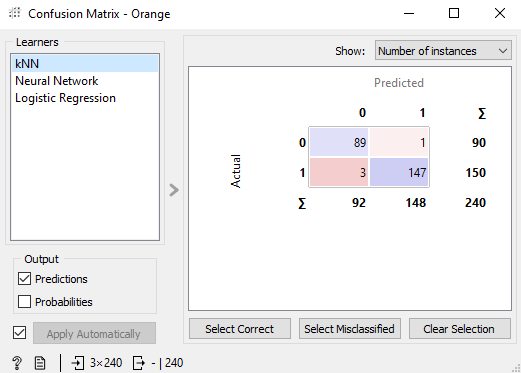 Confusion Matrix - Orange
Learners
kNN
Neural Network
Logistic Regression
Output
Predictions
Probabilities
Apply Automatically
Show: Number of instances
Predicted
0 1 Σ
Actual
0 89 1 90
1 3 147 150
Σ 92 148 240
Select Correct Select Misclassified Clear Selection
? 3×240 - | 240